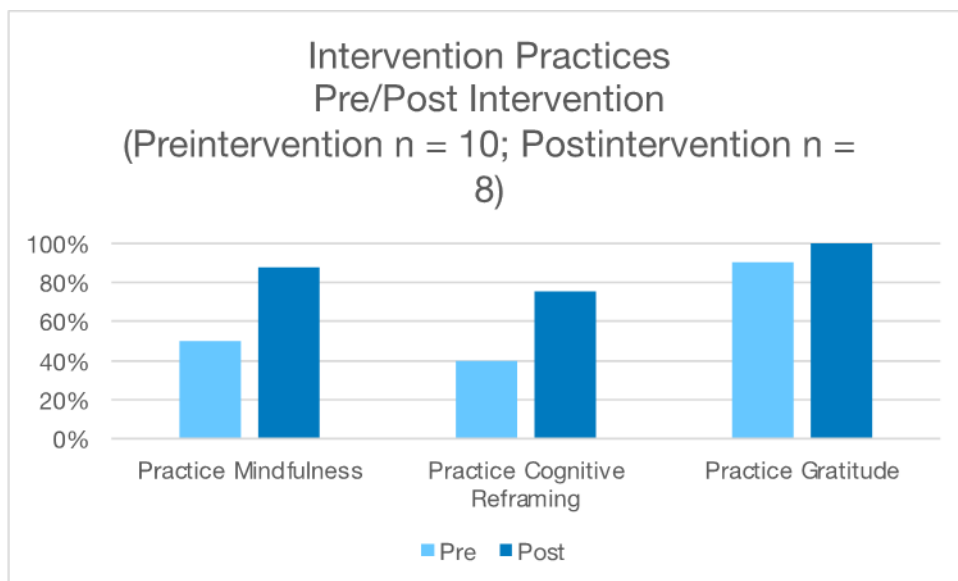 Intervention Practices
Pre/Post Intervention
(Preintervention n = 10; Postintervention n =
8)
100%
80%
60%
40%
20%
0%
Practice Mindfulness
Practice Cognitive
Reframing
Practice Gratitude
Pre
Post